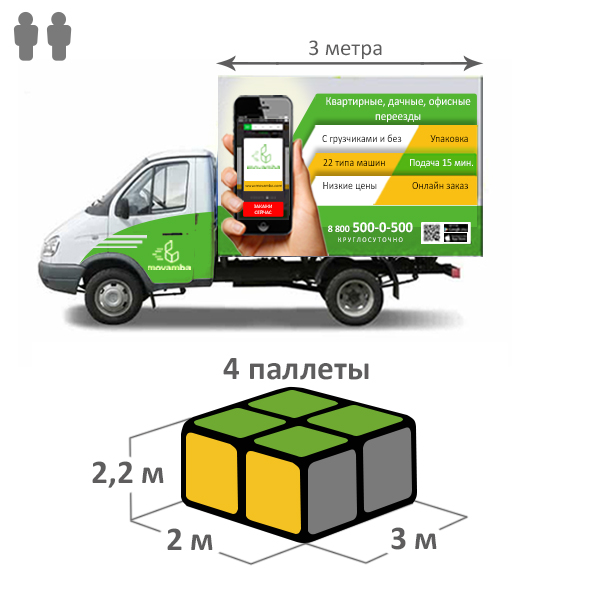 3 метра
Квартирные, дачные, офисные
переезды
С грузчиками и без
Упаковка
22 типа машин
Подача 15 мин.
Низкие цены
Онлайн заказ
ЗАКАЖИ
СЕЙЧАС
8 800 500-0-500
КРУГЛОСУТОЧНО
movamba
4 паллеты
2,2 м
2 м
3 м